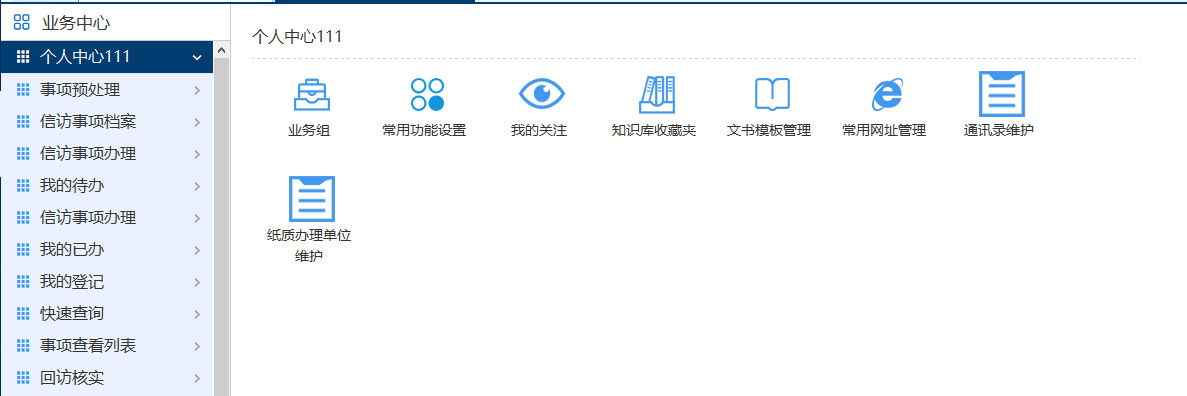 业务中心
个人中心111
事项预处理
信访事项档案
信访事项办理
我的待办
信访事项办理
我的已办
我的登记
快速查询
事项查看列表
回访核实
个人中心111
业务组
常用功能设置
我的关注
知识库收藏夹
文书模板管理
常用网址管理
通讯录维护
纸质办理单位
维护